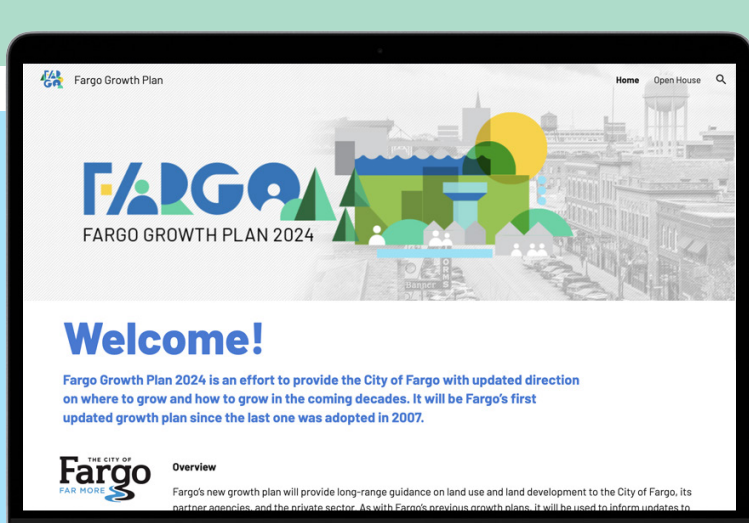 FARGO
Fargo Growth Plan
Home Open House
FARGO
FARGO GROWTH PLAN 2024
FORMS
Banner
Welcome!
Fargo Growth Plan 2024 is an effort to provide the City of Fargo with updated direction
on where to grow and how to grow in the coming decades. It will be Fargo's first
updated growth plan since the last one was adopted in 2007.
THE CITY OF
Fargo
FAR MORE
Overview
Fargo's new growth plan will provide long-range guidance on land use and land development to the City of Fargo, its
partner agencies, and the private sector. As with Fargo's previous growth plans, it will be used to inform updates to